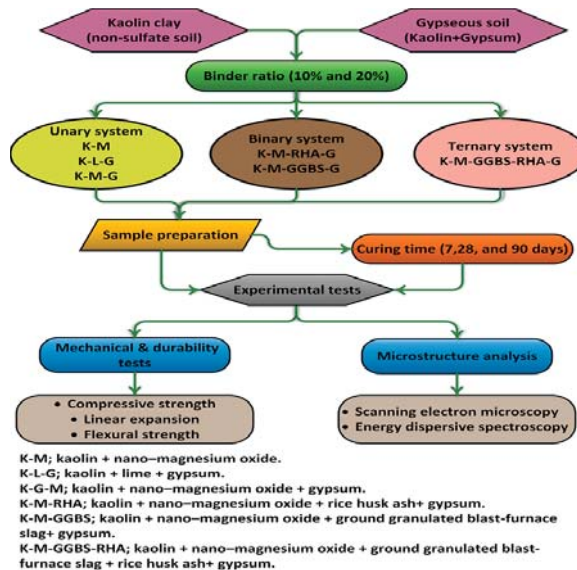 Kaolin clay
(non-sulfate soil)
Gypseous soil
(Kaolin+Gypsum)
Binder ratio (10% and 20%)
Unary system
K-M
K-L-G
K-M-G
Binary system
K-M-RHA-G
K-M-GGBS-G
Ternary system
K-M-GGBS-RHA-G
Sample preparation
Curing time (7,28, and 90 days)
Experimental tests
Mechanical & durability
tests
Microstructure analysis
• Compressive strength
• Linear expansion
• Flexural strength
• Scanning electron microscopy
• Energy dispersive spectroscopy
K-M; kaolin + nano–magnesium oxide.
K-L-G; kaolin + lime + gypsum.
K-G-M; kaolin + nano–magnesium oxide + gypsum.
K-M-RHA; kaolin + nano–magnesium oxide + rice husk ash+ gypsum.
K-M-GGBS; kaolin + nano–magnesium oxide + ground granulated blast-furnace
slag+ gypsum.
K-M-GGBS-RHA; kaolin + nano–magnesium oxide + ground granulated blast-
furnace slag + rice husk ash+ gypsum.